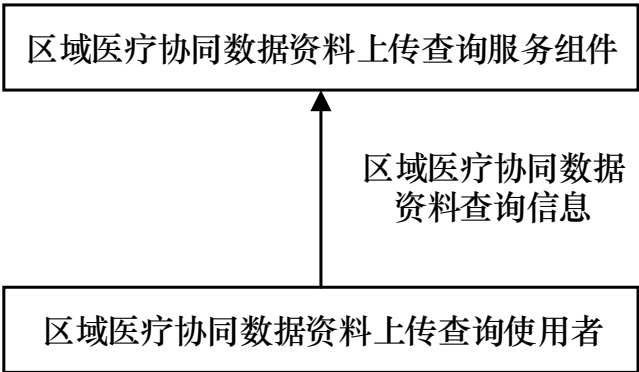 区域医疗协同数据资料上传查询服务组件
区域医疗协同数据
资料查询信息
区域医疗协同数据资料上传查询使用者